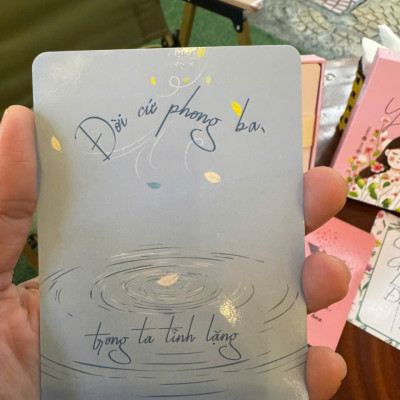 Đời cứ phong ba,
trong ta tĩnh lặng